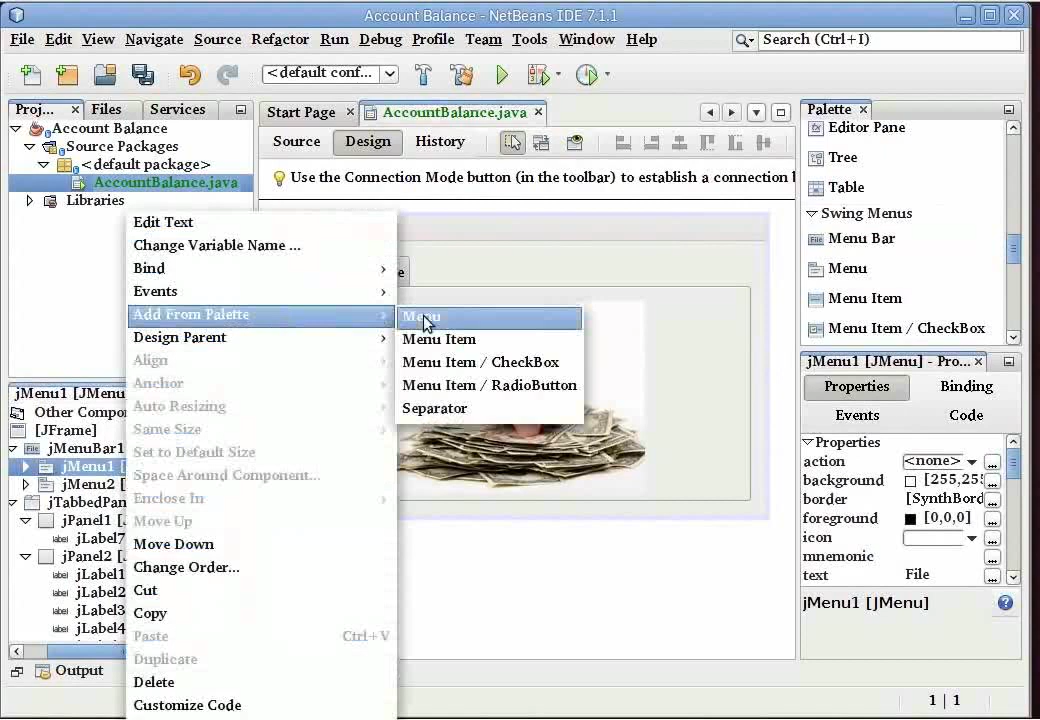 Account Balance - NetBeans IDE 7.1.1
File Edit View Navigate Source Refactor Run Debug Profile Team Tools Window Help Search (Ctrl+I)
<default conf...
Proj... × Files Services
Account Balance
Source Packages
<default package>
AccountBalance.java
Libraries
Start Page × AccountBalance.java ×
Source Design History
Use the Connection Mode button (in the toolbar) to establish a connection
Edit Text
Change Variable Name ...
Bind
Events
Add From Palette
Design Parent
Align
Anchor
Auto Resizing
Same Size
Set to Default Size
Space Around Component...
Enclose In
Move Up
Move Down
Change Order...
Cut
Copy
Paste Ctrl+V
Duplicate
Delete
Customize Code
Menu
Menu Item
Menu Item / CheckBox
Menu Item / RadioButton
Separator
e
jMenu1 [JMenu
Other Compo
[JFrame]
jMenuBar1
jMenu1 [
jMenu2 [
jTabbedPan
jPanel1 [J
label jLabel7
jPanel2 [J
label jLabel1
label jLabel2
label jLabel3
label jLabel4
Output
Palette ×
Editor Pane
Tree
Table
Swing Menus
Menu Bar
Menu
Menu Item
Menu Item / CheckBox
jMenu1 [JMenu] - Pro... ×
Properties Binding
Events Code
Properties
action <none> ...
background [255,255 ...
border [SynthBord ...
foreground [0,0,0] ...
icon ...
mnemonic ...
text File ...
jMenu1 [JMenu]
1 | 1